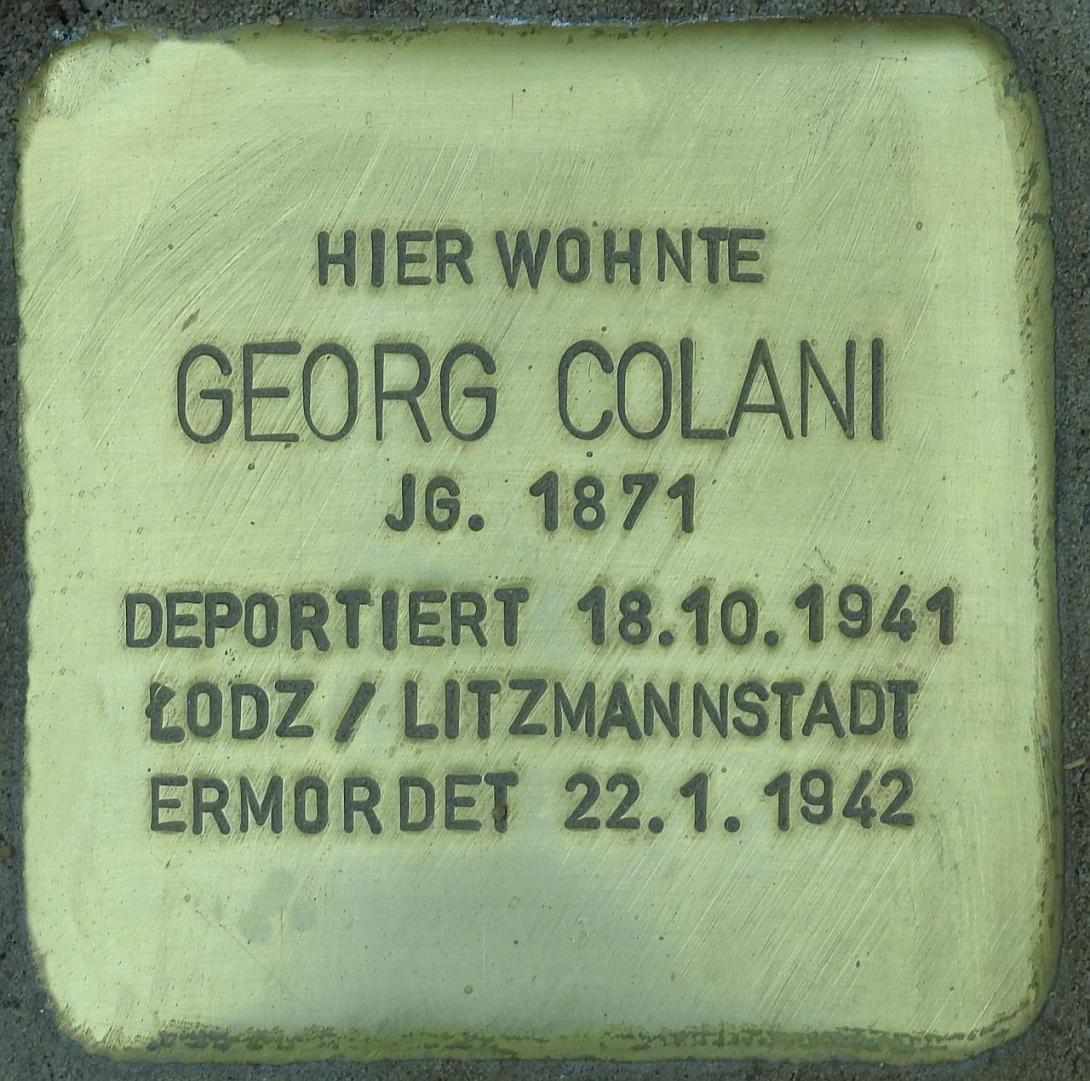 HIER WOHNTE
GEORG COLANI
JG. 1871
DEPORTIERT 18.10.1941
ŁODZ / LITZMANNSTADT
ERMORDET 22.1.1942